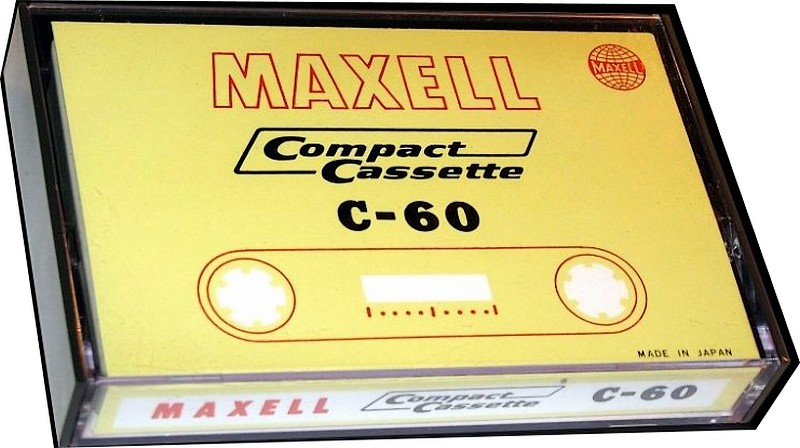 MAXELL
MAXELL
Compact
Cassette
C-60
MADE IN JAPAN
MAXELL
Compact
Cassette
C-60